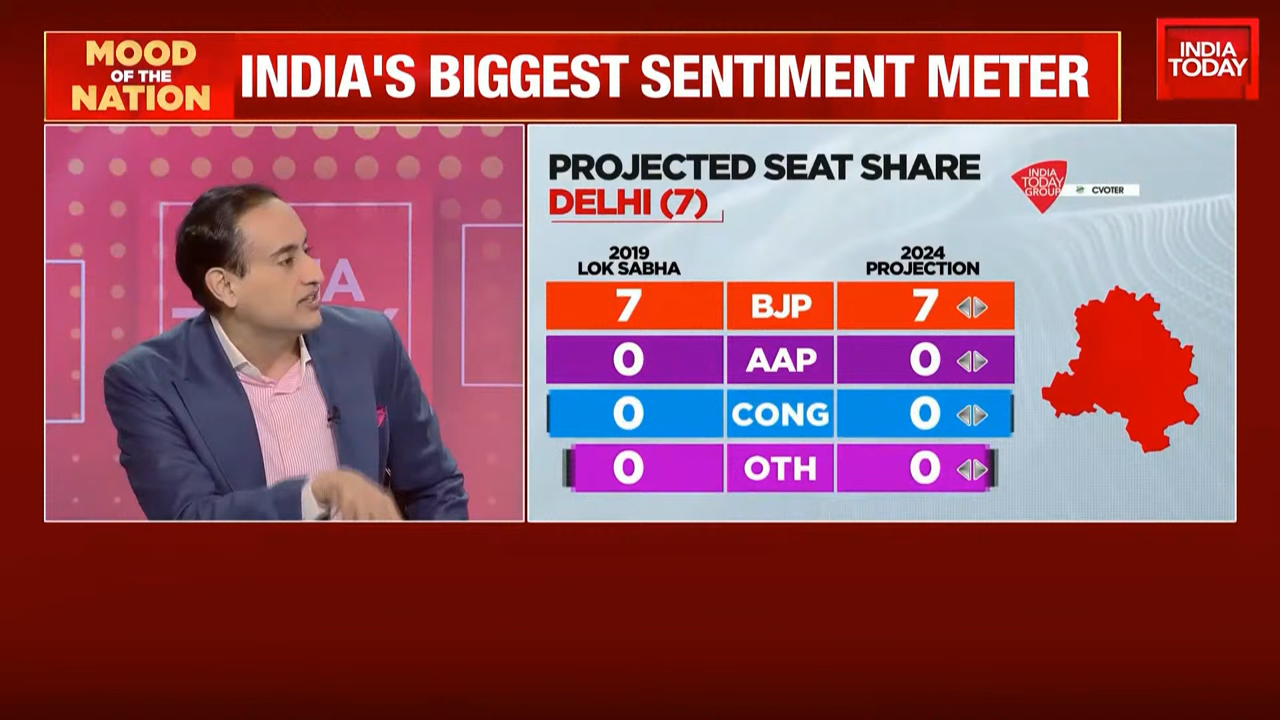 MOOD
OF THE
NATION
INDIA'S BIGGEST SENTIMENT METER
INDIA
TODAY
PROJECTED SEAT SHARE
DELHI (7)
INDIA
TODAY
GROUP
CVOTER
2019
LOK SABHA
2024
PROJECTION
7 BJP 7
0 AAP 0
0 CONG 0
0 OTH 0